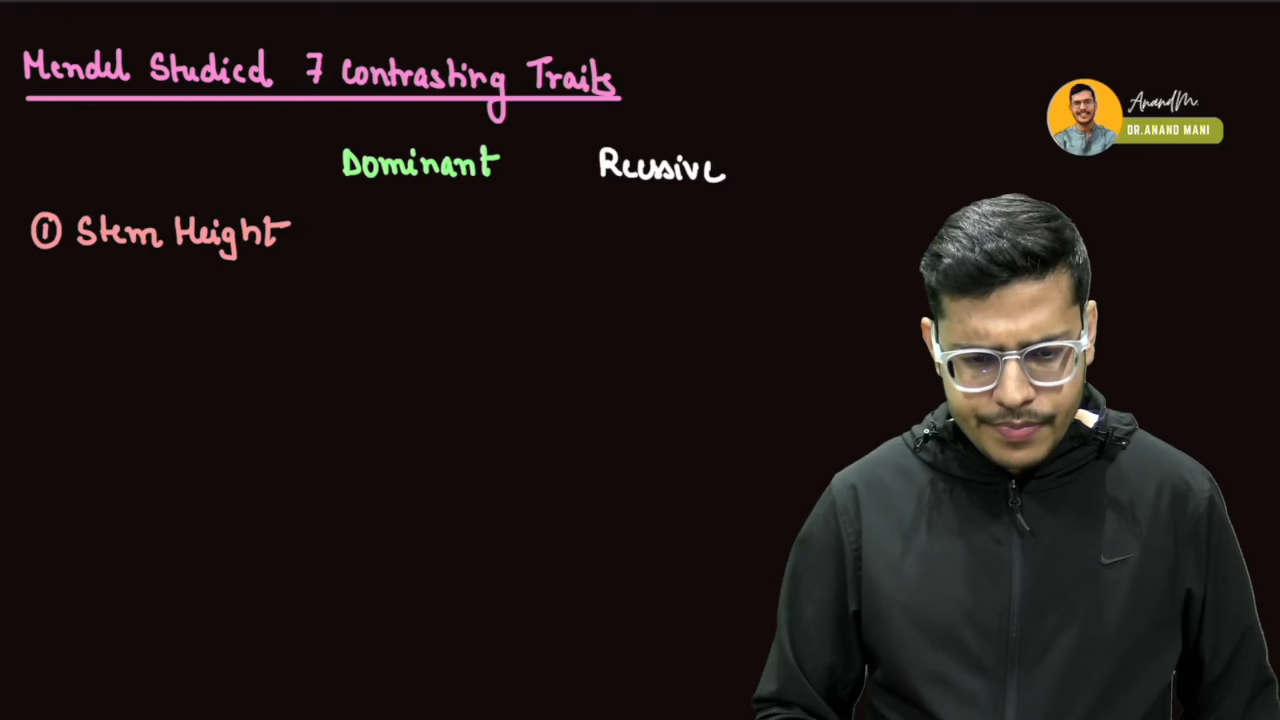 Mendel Studied 7 Contrasting Traits
AnandM.
DR.ANAND MANI
Dominant Recessive
① Stem Height